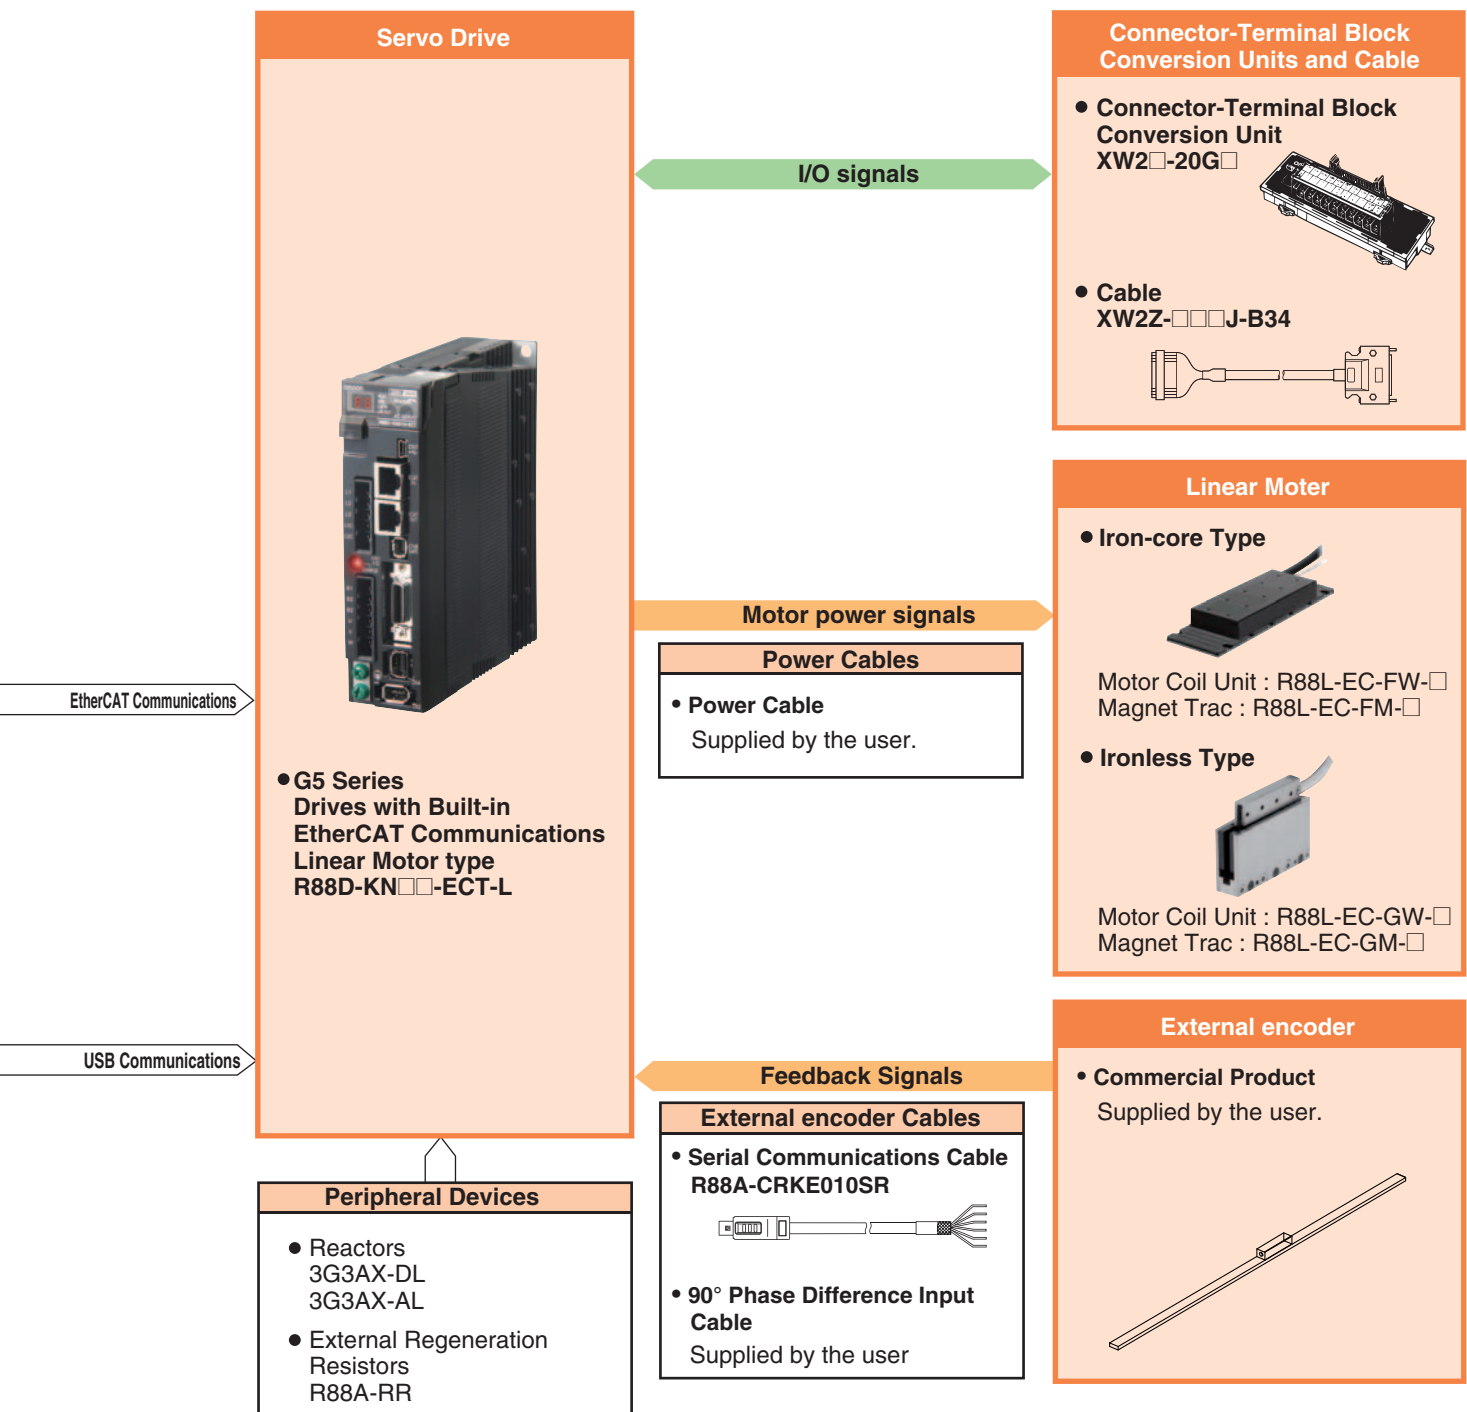 Servo Drive
Connector-Terminal Block
Conversion Units and Cable
• Connector-Terminal Block
Conversion Unit
XW2□-20G□
I/O signals
• Cable
XW2Z-□□□J-B34
Linear Moter
• Iron-core Type
Motor Coil Unit : R88L-EC-FW-□
Magnet Trac : R88L-EC-FM-□
• Ironless Type
Motor Coil Unit : R88L-EC-GW-□
Magnet Trac : R88L-EC-GM-□
Motor power signals
Power Cables
• Power Cable
Supplied by the user.
EtherCAT Communications
• G5 Series
Drives with Built-in
EtherCAT Communications
Linear Motor type
R88D-KN□□-ECT-L
USB Communications
External encoder
• Commercial Product
Supplied by the user.
Feedback Signals
External encoder Cables
• Serial Communications Cable
R88A-CRKE010SR
• 90° Phase Difference Input
Cable
Supplied by the user
Peripheral Devices
• Reactors
3G3AX-DL
3G3AX-AL
• External Regeneration
Resistors
R88A-RR